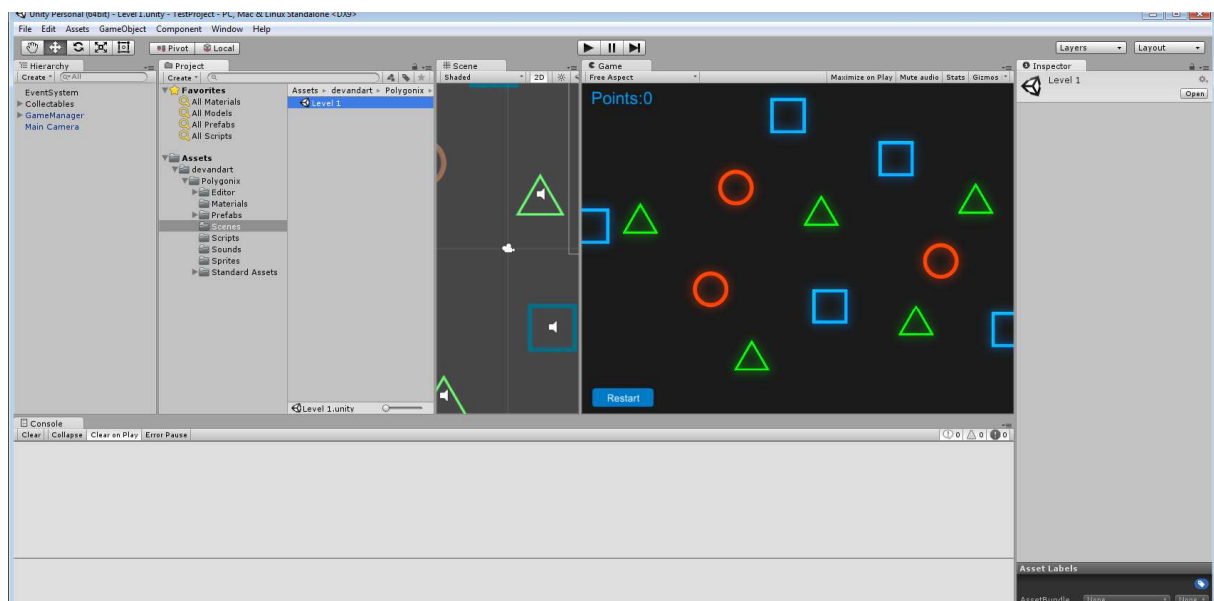 Unity Personal (64bit) - Level 1.unity - TestProject - PC, Mac & Linux Standalone <DX9>
File Edit Assets GameObject Component Window Help
Pivot Local Layers Layout
Hierarchy
Create All
EventSystem
Collectables
GameManager
Main Camera
Project
Create
Favorites
All Materials
All Models
All Prefabs
All Scripts
Assets
devandart
Polygonix
Editor
Materials
Prefabs
Scenes
Scripts
Sounds
Sprites
Standard Assets
Assets devandart Polygonix
Level 1
Level 1.unity
Scene
Shaded 2D
Game
Free Aspect Maximize on Play Mute audio Stats Gizmos
Points:0
Restart
Inspector
Level 1
Open
Console
Clear Collapse Clear on Play Error Pause 0 0 0
Asset Labels
AssetBundle None None